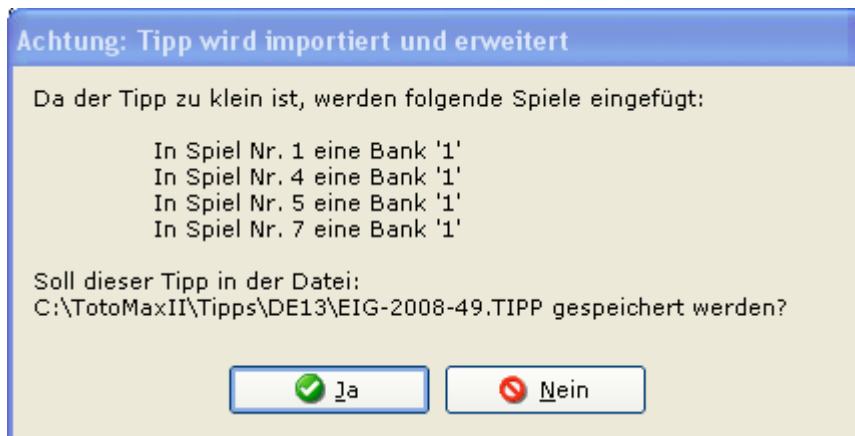 Achtung: Tipp wird importiert und erweitert
Da der Tipp zu klein ist, werden folgende Spiele eingefügt:
In Spiel Nr. 1 eine Bank '1'
In Spiel Nr. 4 eine Bank '1'
In Spiel Nr. 5 eine Bank '1'
In Spiel Nr. 7 eine Bank '1'
Soll dieser Tipp in der Datei:
C:\TotoMaxII\Tipps\DE13\EIG-2008-49.TIPP gespeichert werden?
Ja
Nein